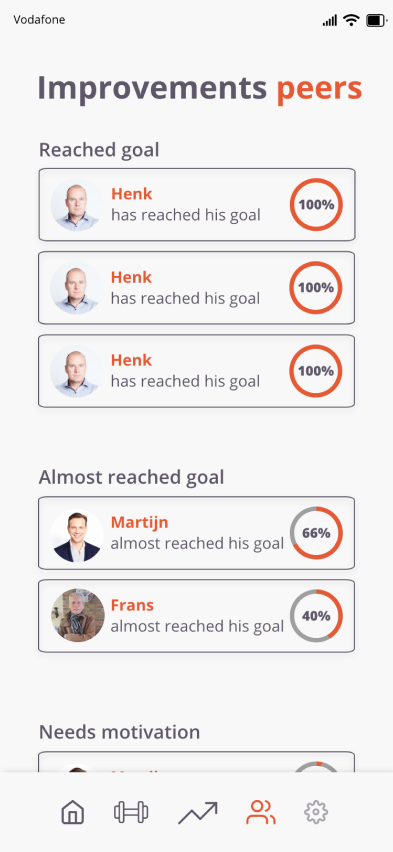 Vodafone
Improvements peers
Reached goal
Henk
has reached his goal
100%
Henk
has reached his goal
100%
Henk
has reached his goal
100%
Almost reached goal
Martijn
almost reached his goal
66%
Frans
almost reached his goal
40%
Needs motivation